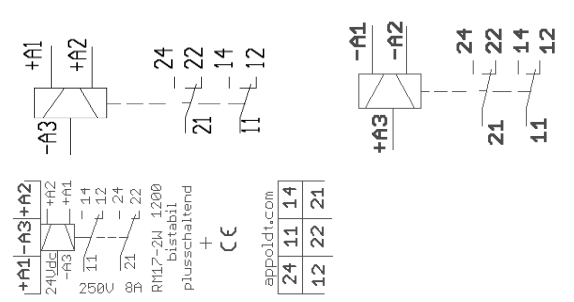 +A1
+A2
-A3
24
22
14
12
21
11
-A1
-A2
+A3
24
22
14
12
21
11
+A1 -A3 +A2
24Vdc
+A2
+A1
-A3
14
12
24
22
11
21
250V 8A
RM17-2W 1200
bistabil
plusschaltend
+
CE
appoldt.com
24 11 14
12 22 21